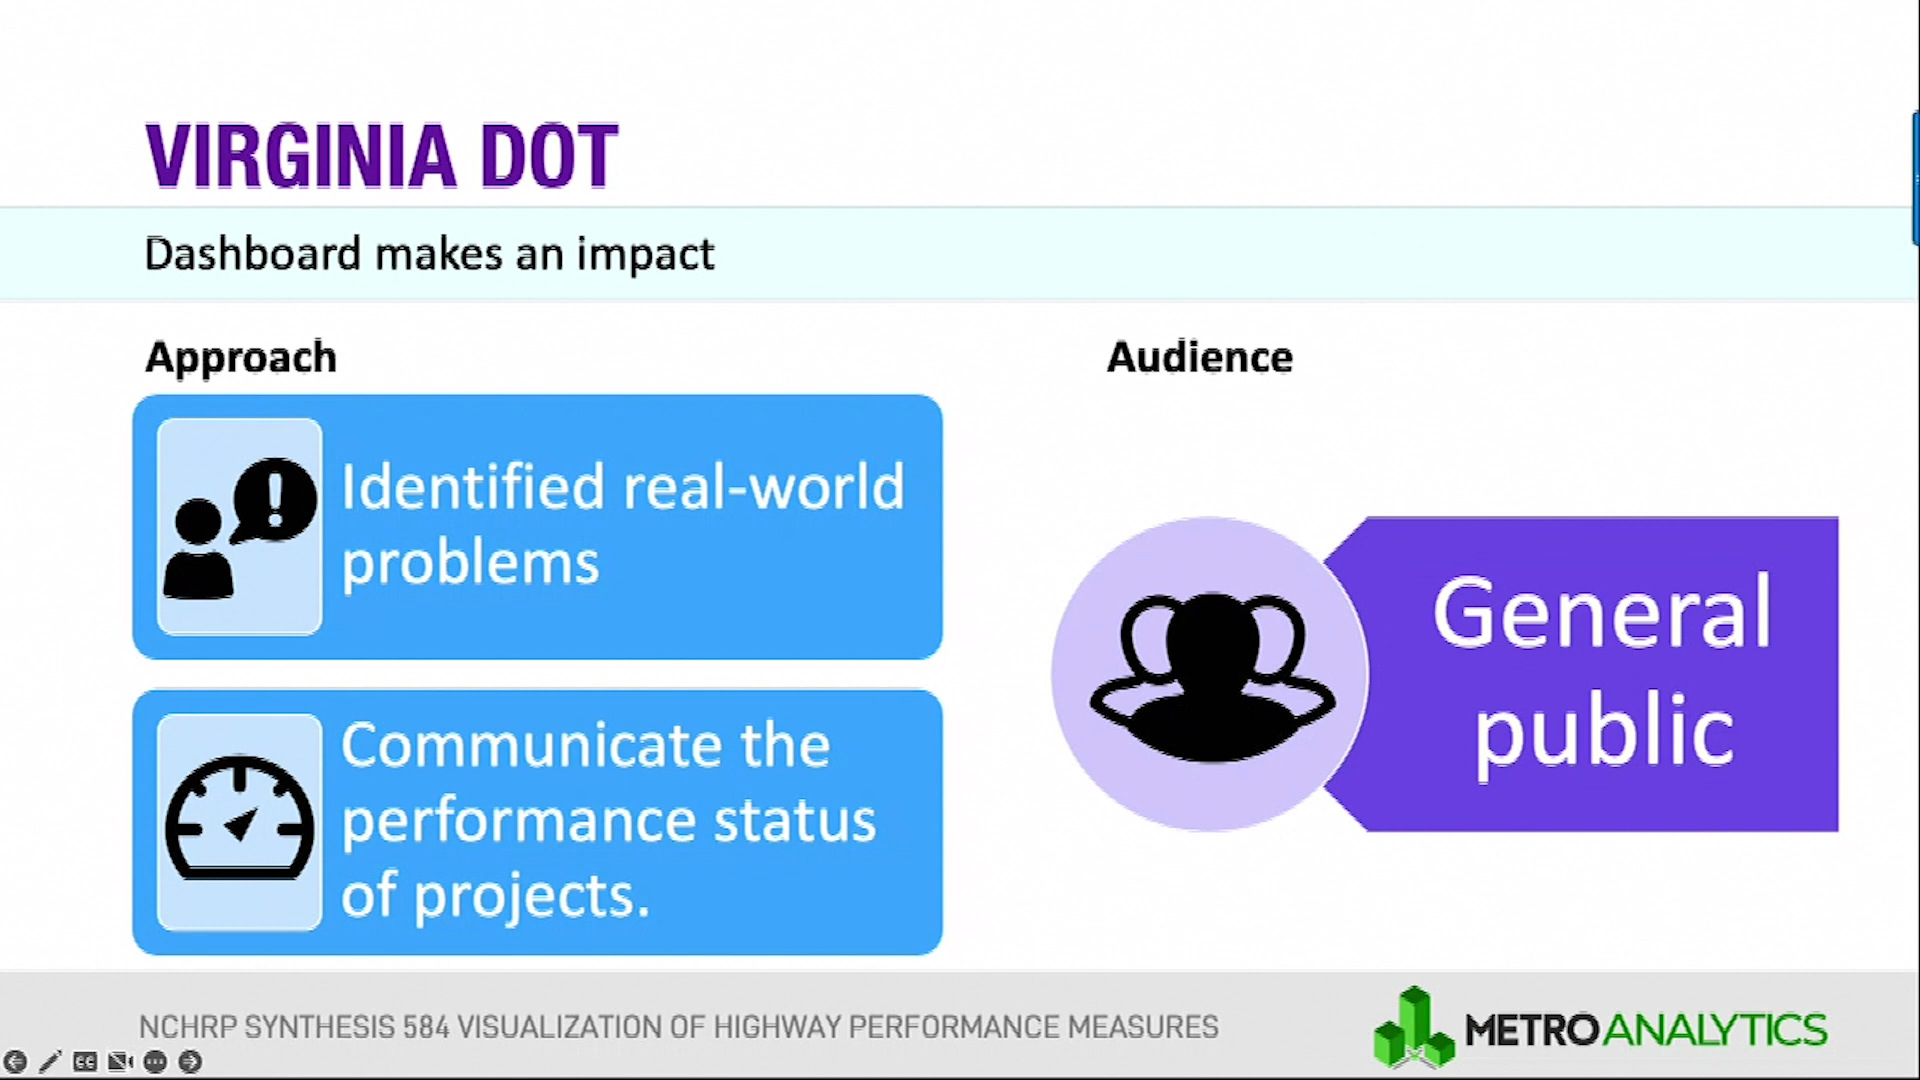 VIRGINIA DOT
Dashboard makes an impact
Approach
Identified real-world
problems
Communicate the
performance status
of projects.
Audience
General
public
NCHRP SYNTHESIS 584 VISUALIZATION OF HIGHWAY PERFORMANCE MEASURES
METROANALYTICS
CC